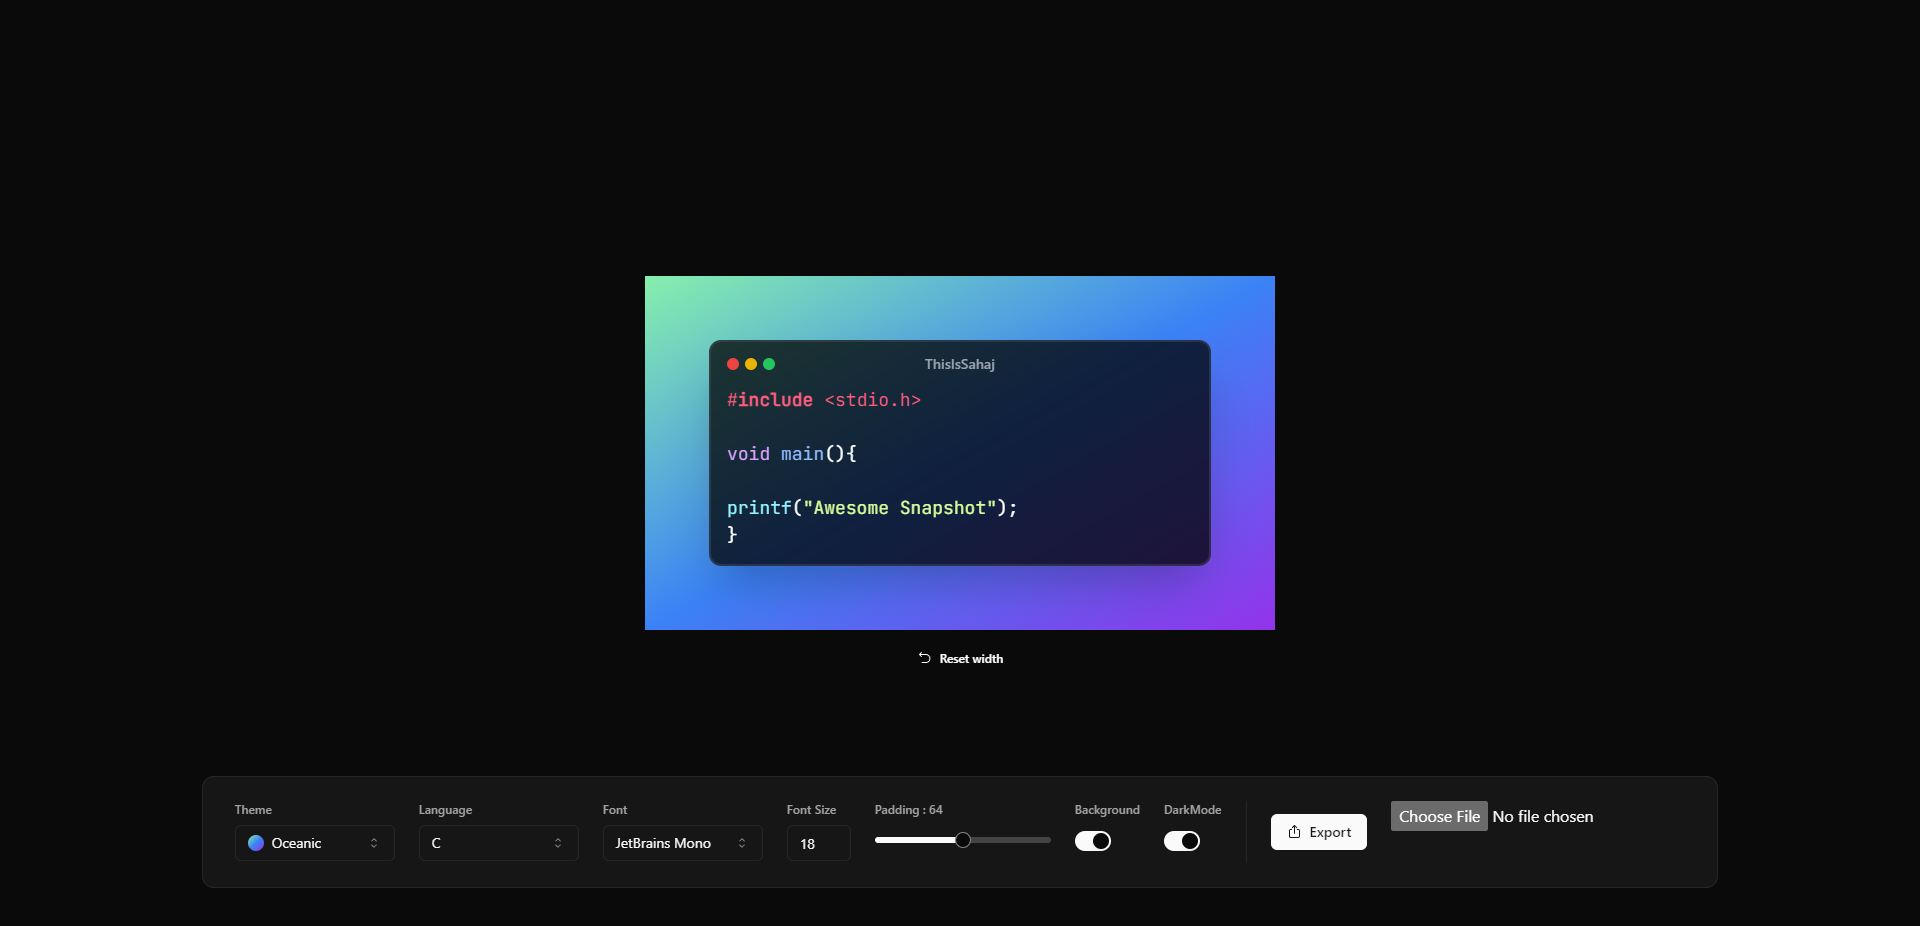 ThisIsSahaj
#include <stdio.h>
void main(){
printf("Awesome Snapshot");
}
Reset width
Theme
Language
Font
Font Size
Padding : 64
Background
DarkMode
Oceanic
C
JetBrains Mono
18
Export
Choose File No file chosen